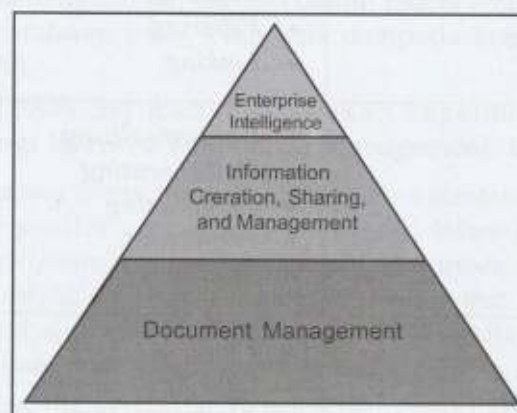 Enterprise
Intelligence
Information
Creration, Sharing,
and Management
Document Management